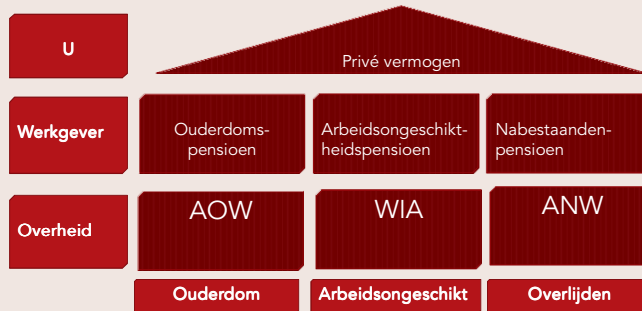 U
Privé vermogen
Werkgever
Ouderdoms-
pensioen
Arbeidsongeschikt-
heidspensioen
Nabestaanden-
pensioen
Overheid
AOW
WIA
ANW
Ouderdom
Arbeidsongeschikt
Overlijden